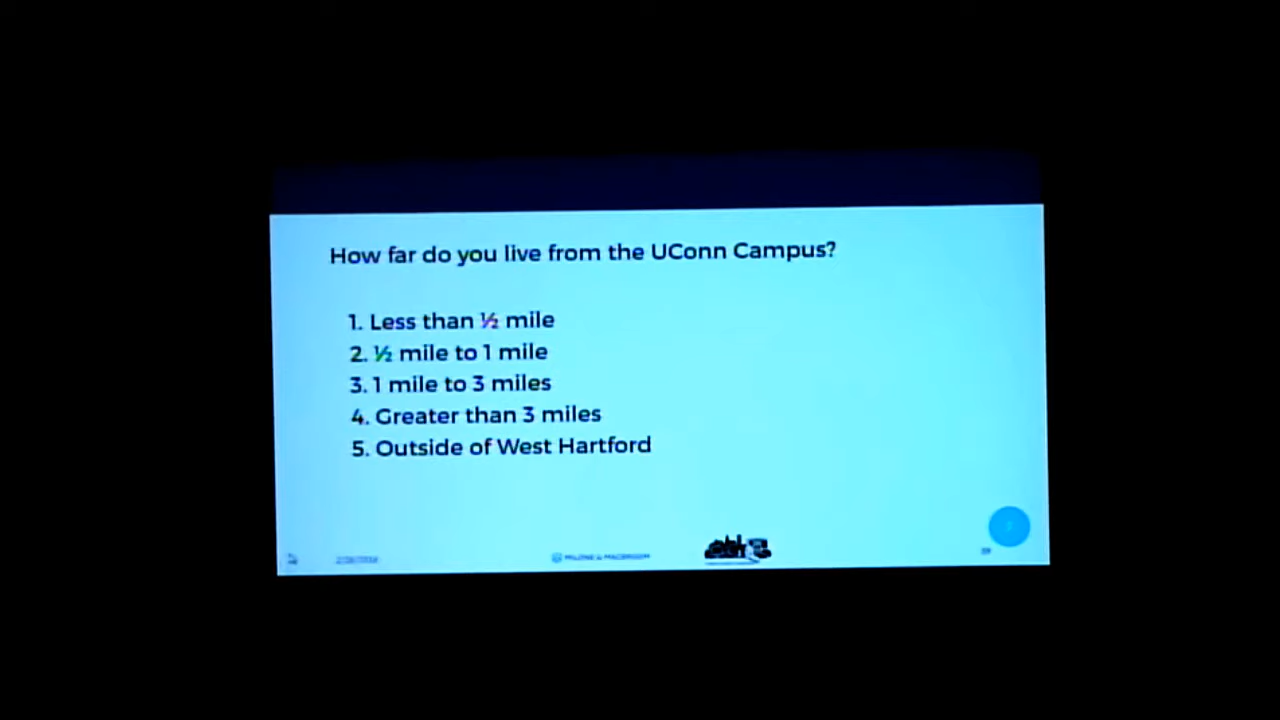 How far do you live from the UConn Campus?
1. Less than ½ mile
2. ½ mile to 1 mile
3. 1 mile to 3 miles
4. Greater than 3 miles
5. Outside of West Hartford
MILONE & MACBROOM